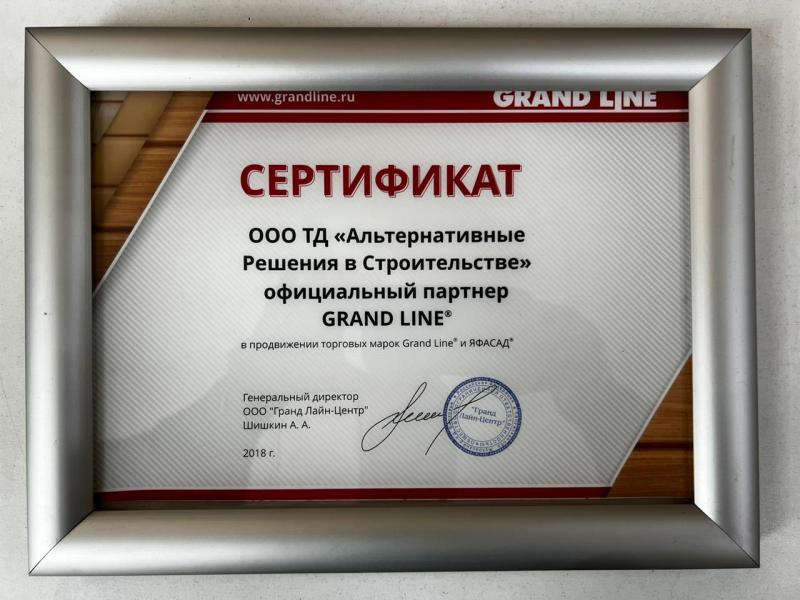 www.grandline.ru
GRAND LINE
СЕРТИФИКАТ
ООО ТД «Альтернативные
Решения в Строительстве»
официальный партнер
GRAND LINE®
в продвижении торговых марок Grand Line® и ЯФАСАД®
Генеральный директор
ООО "Гранд Лайн-Центр"
Шишкин А. А.
2018 г.
"Гранд
Лайн-Центр"